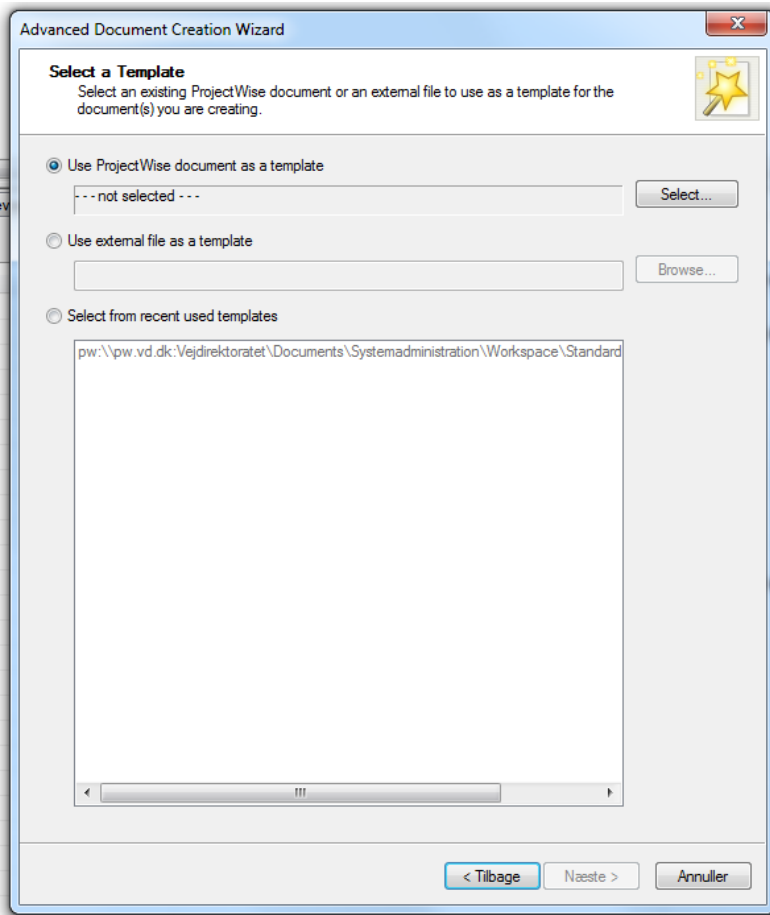 Advanced Document Creation Wizard
Select a Template
Select an existing ProjectWise document or an external file to use as a template for the
document(s) you are creating.
Use ProjectWise document as a template
- - - not selected - - -
Select...
Use external file as a template
Browse...
Select from recent used templates
pw:\\pw.vd.dk:Vejdirektoratet\Documents\Systemadministration\Workspace\Standard
< Tilbage
Næste >
Annuller